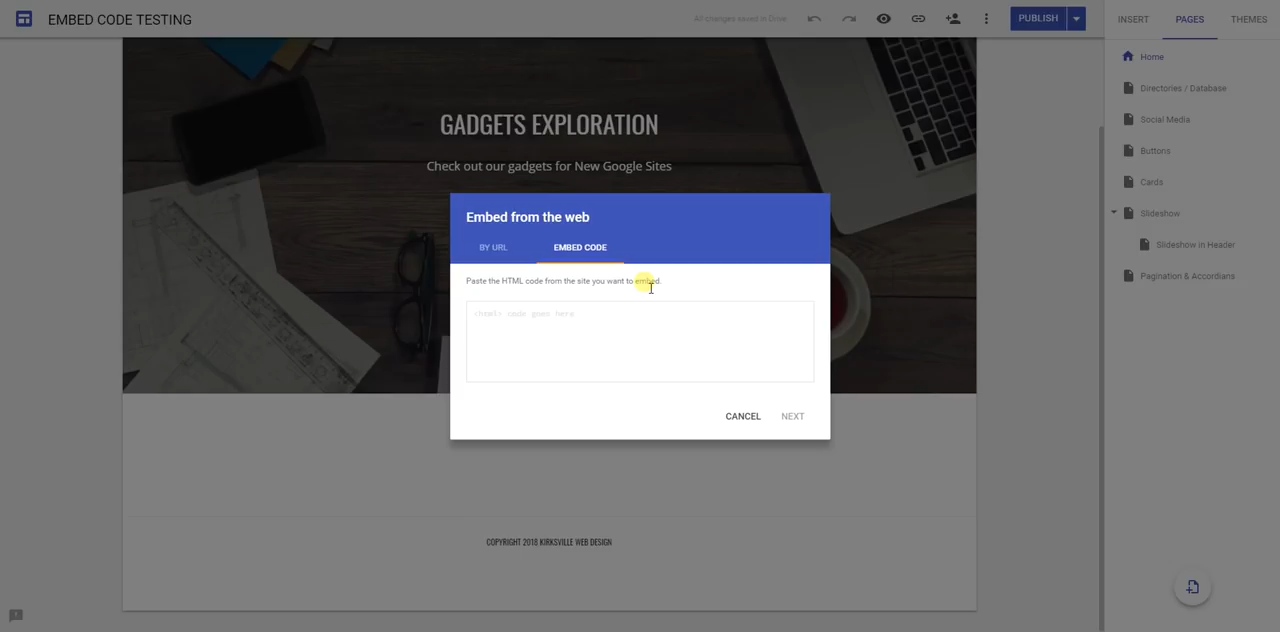 EMBED CODE TESTING
All changes saved in Drive
PUBLISH
INSERT
PAGES
THEMES
Home
Directories / Database
Social Media
Buttons
Cards
Slideshow
Slideshow in Header
Pagination & Accordians
GADGETS EXPLORATION
Check out our gadgets for New Google Sites
Embed from the web
BY URL
EMBED CODE
Paste the HTML code from the site you want to embed.
<html> code goes here
CANCEL
NEXT
COPYRIGHT 2018 KIRKSVILLE WEB DESIGN